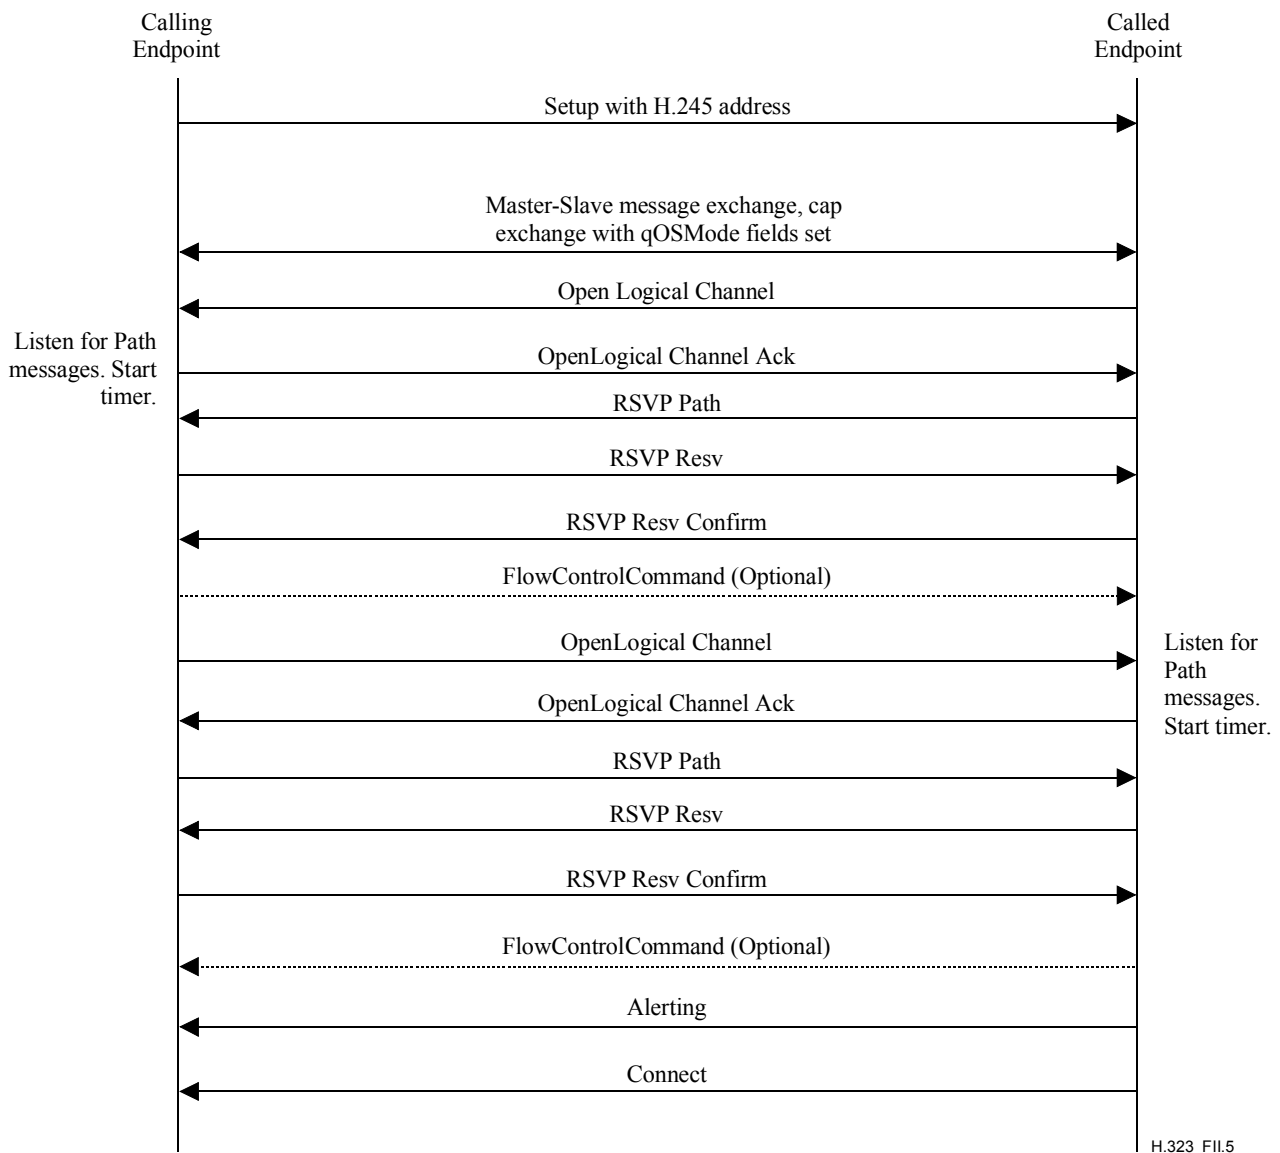 Calling
Endpoint
Called
Endpoint
Setup with H.245 address
Master-Slave message exchange, cap
exchange with qOSMode fields set
Open Logical Channel
Listen for Path
messages. Start
timer.
OpenLogical Channel Ack
RSVP Path
RSVP Resv
RSVP Resv Confirm
FlowControlCommand (Optional)
OpenLogical Channel
Listen for
Path
messages.
Start timer.
OpenLogical Channel Ack
RSVP Path
RSVP Resv
RSVP Resv Confirm
FlowControlCommand (Optional)
Alerting
Connect
H.323_FII.5